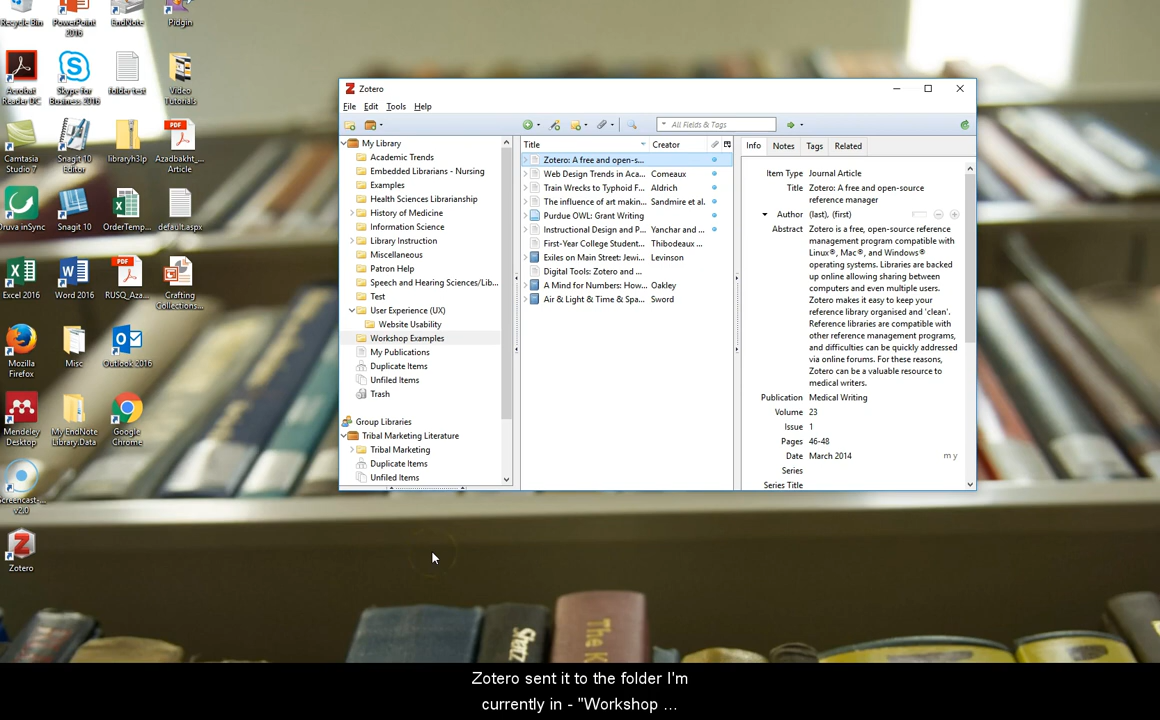 Recycle Bin
PowerPoint
2016
EndNote
Pidgin
Acrobat
Reader DC
Skype for
Business 2016
folder test
Video
Tutorials
Claystation
Camtasia
Studio 7
Snagit 10
Editor
libraryh3lp
PDF
Azadbakht_...
Article
Druva inSync
Snagit 10
OrderTemp...
default.aspx
Excel 2016
Word 2016
PDF
RUSQ_Aza...
Crafting
Collections...
Mozilla
Firefox
Misc
Outlook 2016
Mendeley
Desktop
My EndNote
Library.Data
Google
Chrome
Screencast-...
v2.0
Zotero
Zotero
File Edit Tools Help
All Fields & Tags
My Library
Academic Trends
Embedded Librarians - Nursing
Examples
Health Sciences Librarianship
History of Medicine
Information Science
Library Instruction
Miscellaneous
Patron Help
Speech and Hearing Sciences/Lib...
Test
User Experience (UX)
Website Usability
Workshop Examples
My Publications
Duplicate Items
Unfiled Items
Trash
Group Libraries
Tribal Marketing Literature
Tribal Marketing
Duplicate Items
Unfiled Items
Title Creator
Zotero: A free and open-s...
Web Design Trends in Aca... Comeaux
Train Wrecks to Typhoid F... Aldrich
The influence of art makin... Sandmire et al.
Purdue OWL: Grant Writing
Instructional Design and P... Yanchar and ...
First-Year College Student... Thibodeaux ...
Exiles on Main Street: Jewi... Levinson
Digital Tools: Zotero and ...
A Mind for Numbers: How... Oakley
Air & Light & Time & Spa... Sword
Info Notes Tags Related
Item Type Journal Article
Title Zotero: A free and open-source
reference manager
Author (last), (first)
Abstract Zotero is a free, open-source reference
management program compatible with
Linux®, Mac®, and Windows®
operating systems. Libraries are backed
up online allowing sharing between
computers and even multiple users.
Zotero makes it easy to keep your
reference library organised and 'clean'.
Reference libraries are compatible with
other reference management programs,
and difficulties can be quickly addressed
via online forums. For these reasons,
Zotero can be a valuable resource to
medical writers.
Publication Medical Writing
Volume 23
Issue 1
Pages 46-48
Date March 2014 m y
Series
Series Title
The K
Zotero sent it to the folder I'm
currently in - "Workshop ...